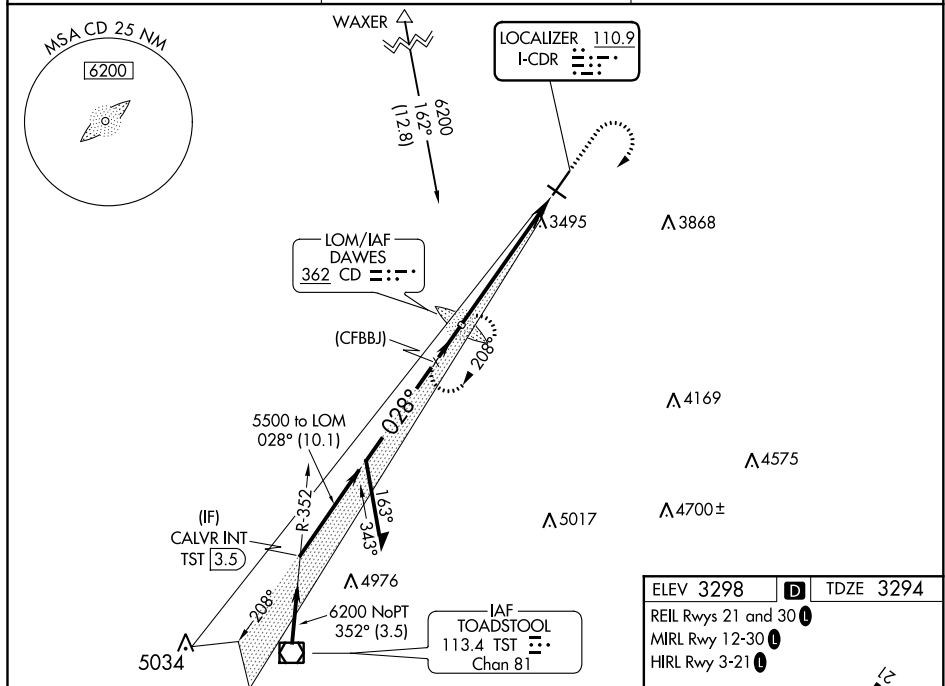 MSA CD 25 NM
6200
WAXER
6200
162°
(12.8)
LOCALIZER 110.9
I-CDR
3495
3868
LOM/IAF
DAWES
362 CD
(CFBBJ)
208°
028°
4169
5500 to LOM
028° (10.1)
4575
R-352
163°
343°
(IF)
CALVR INT
TST 3.5
5017
4700±
4976
208°
6200 NoPT
352° (3.5)
5034
IAF
TOADSTOOL
113.4 TST
Chan 81
ELEV 3298 D TDZE 3294
REIL Rwys 21 and 30 L
MIRL Rwy 12-30 L
HIRL Rwy 3-21 L
21